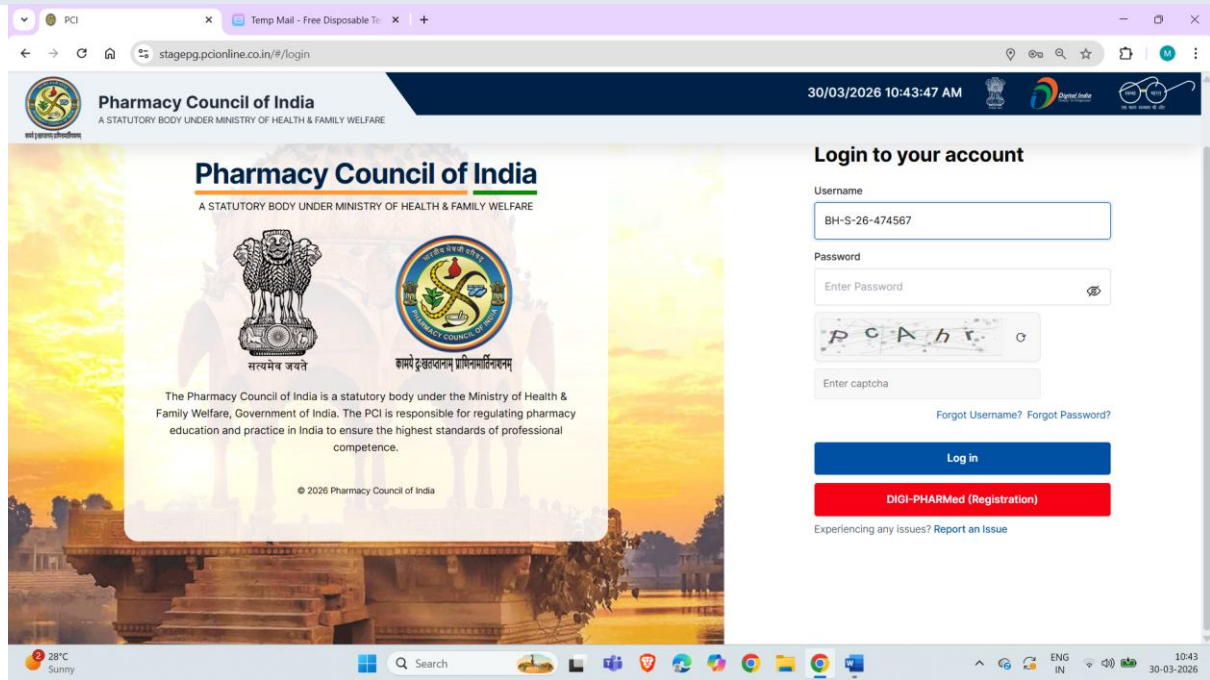 PCI
Temp Mail - Free Disposable Te
stagepg.pcionline.co.in/#/login
M
Pharmacy Council of India
A STATUTORY BODY UNDER MINISTRY OF HEALTH & FAMILY WELFARE
30/03/2026 10:43:47 AM
Digital India
Pharmacy Council of India
A STATUTORY BODY UNDER MINISTRY OF HEALTH & FAMILY WELFARE
PHARMACY COUNCIL OF INDIA
सत्यमेव जयते
The Pharmacy Council of India is a statutory body under the Ministry of Health &
Family Welfare, Government of India. The PCI is responsible for regulating pharmacy
education and practice in India to ensure the highest standards of professional
competence.
© 2026 Pharmacy Council of India
Login to your account
Username
BH-S-26-474567
Password
Enter Password
P c A h r
Enter captcha
Forgot Username? Forgot Password?
Log in
DIGI-PHARMed (Registration)
Experiencing any issues? Report an Issue
2
28°C
Sunny
Search
ENG
IN
10:43
30-03-2026